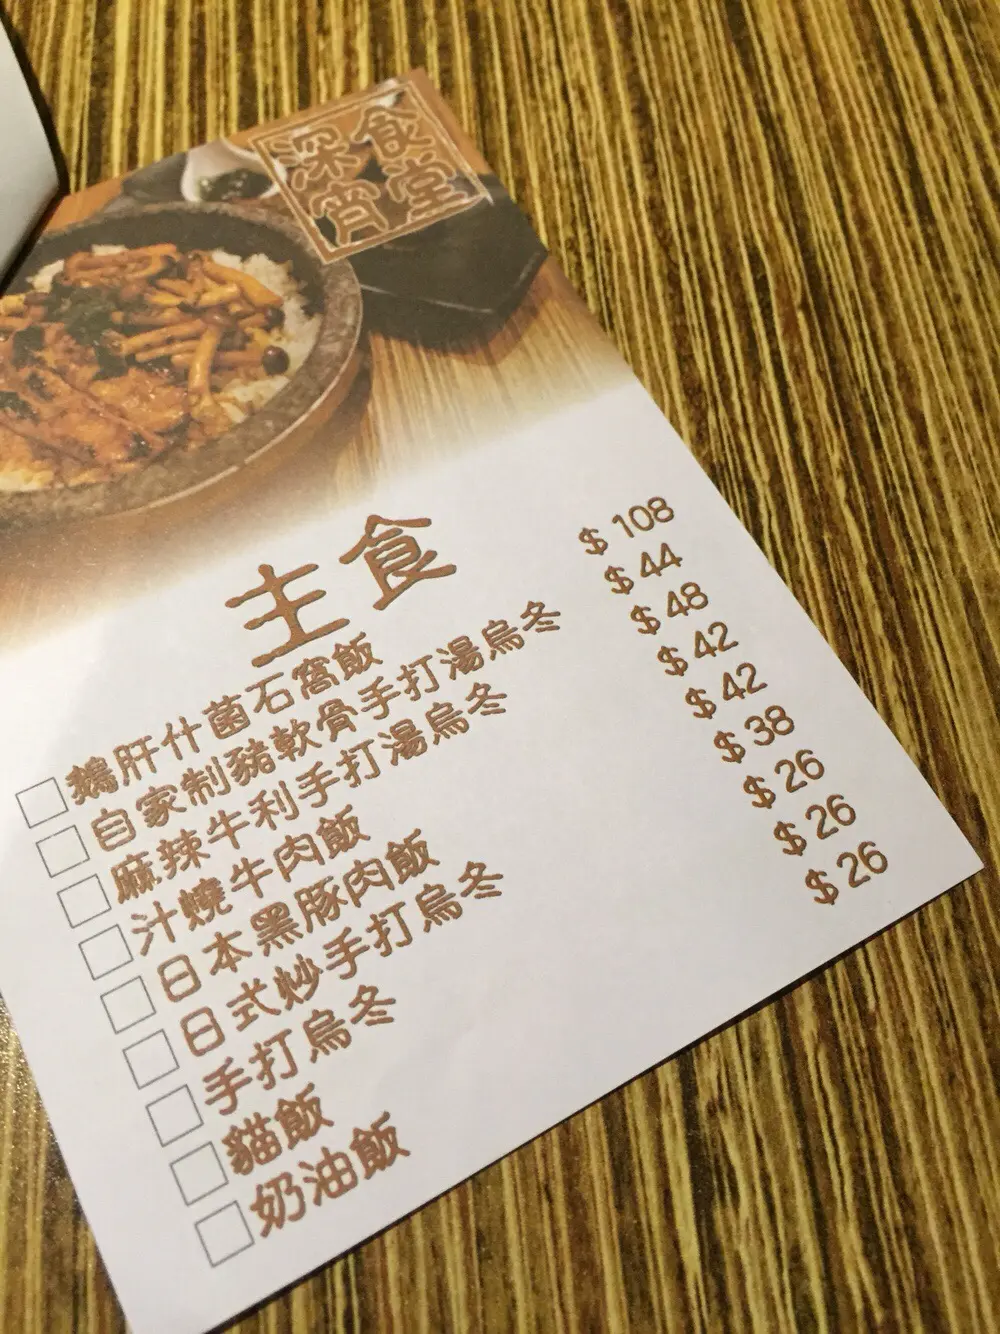 深宵食堂
主食
鵝肝什菌石窩飯 $ 108
自家制豬軟骨手打湯烏冬 $ 44
麻辣牛利手打湯烏冬 $ 48
汁燒牛肉飯 $ 42
日本黑豚肉飯 $ 42
日式炒手打烏冬 $ 38
手打烏冬 $ 26
貓飯 $ 26
奶油飯 $ 26